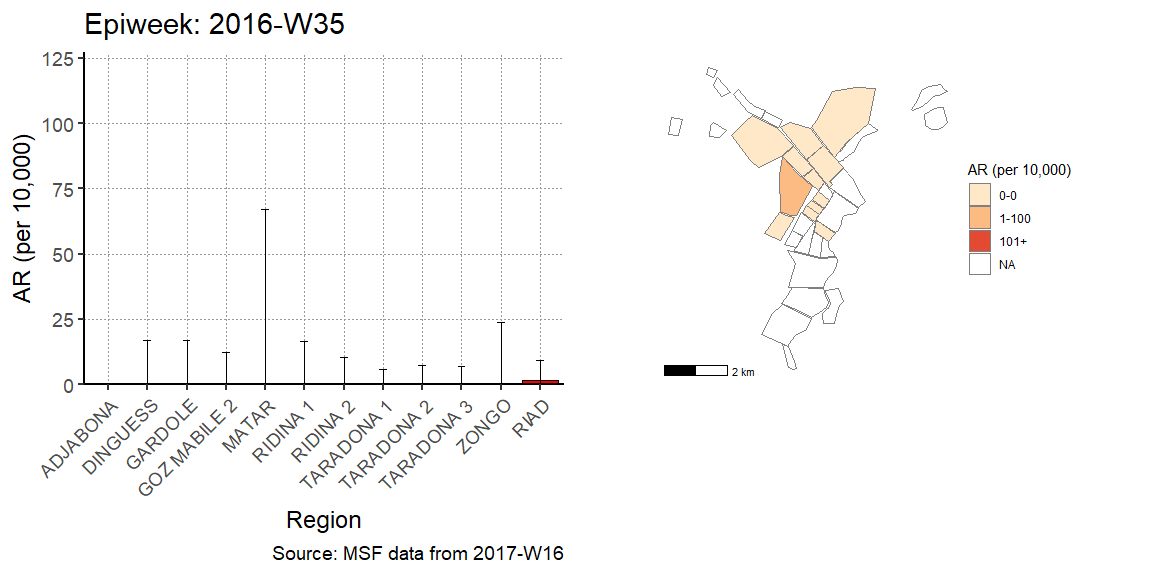 Epiweek: 2016-W35
AR (per 10,000)
125
100
75
50
25
0
ADJABONA
DINGUESS
GARDOLE
GOZ MABILE 2
MATAR
RIDINA 1
RIDINA 2
TARADONA 1
TARADONA 2
TARADONA 3
ZONGO
RIAD
Region
Source: MSF data from 2017-W16
AR (per 10,000)
0-0
1-100
101+
NA
2 km